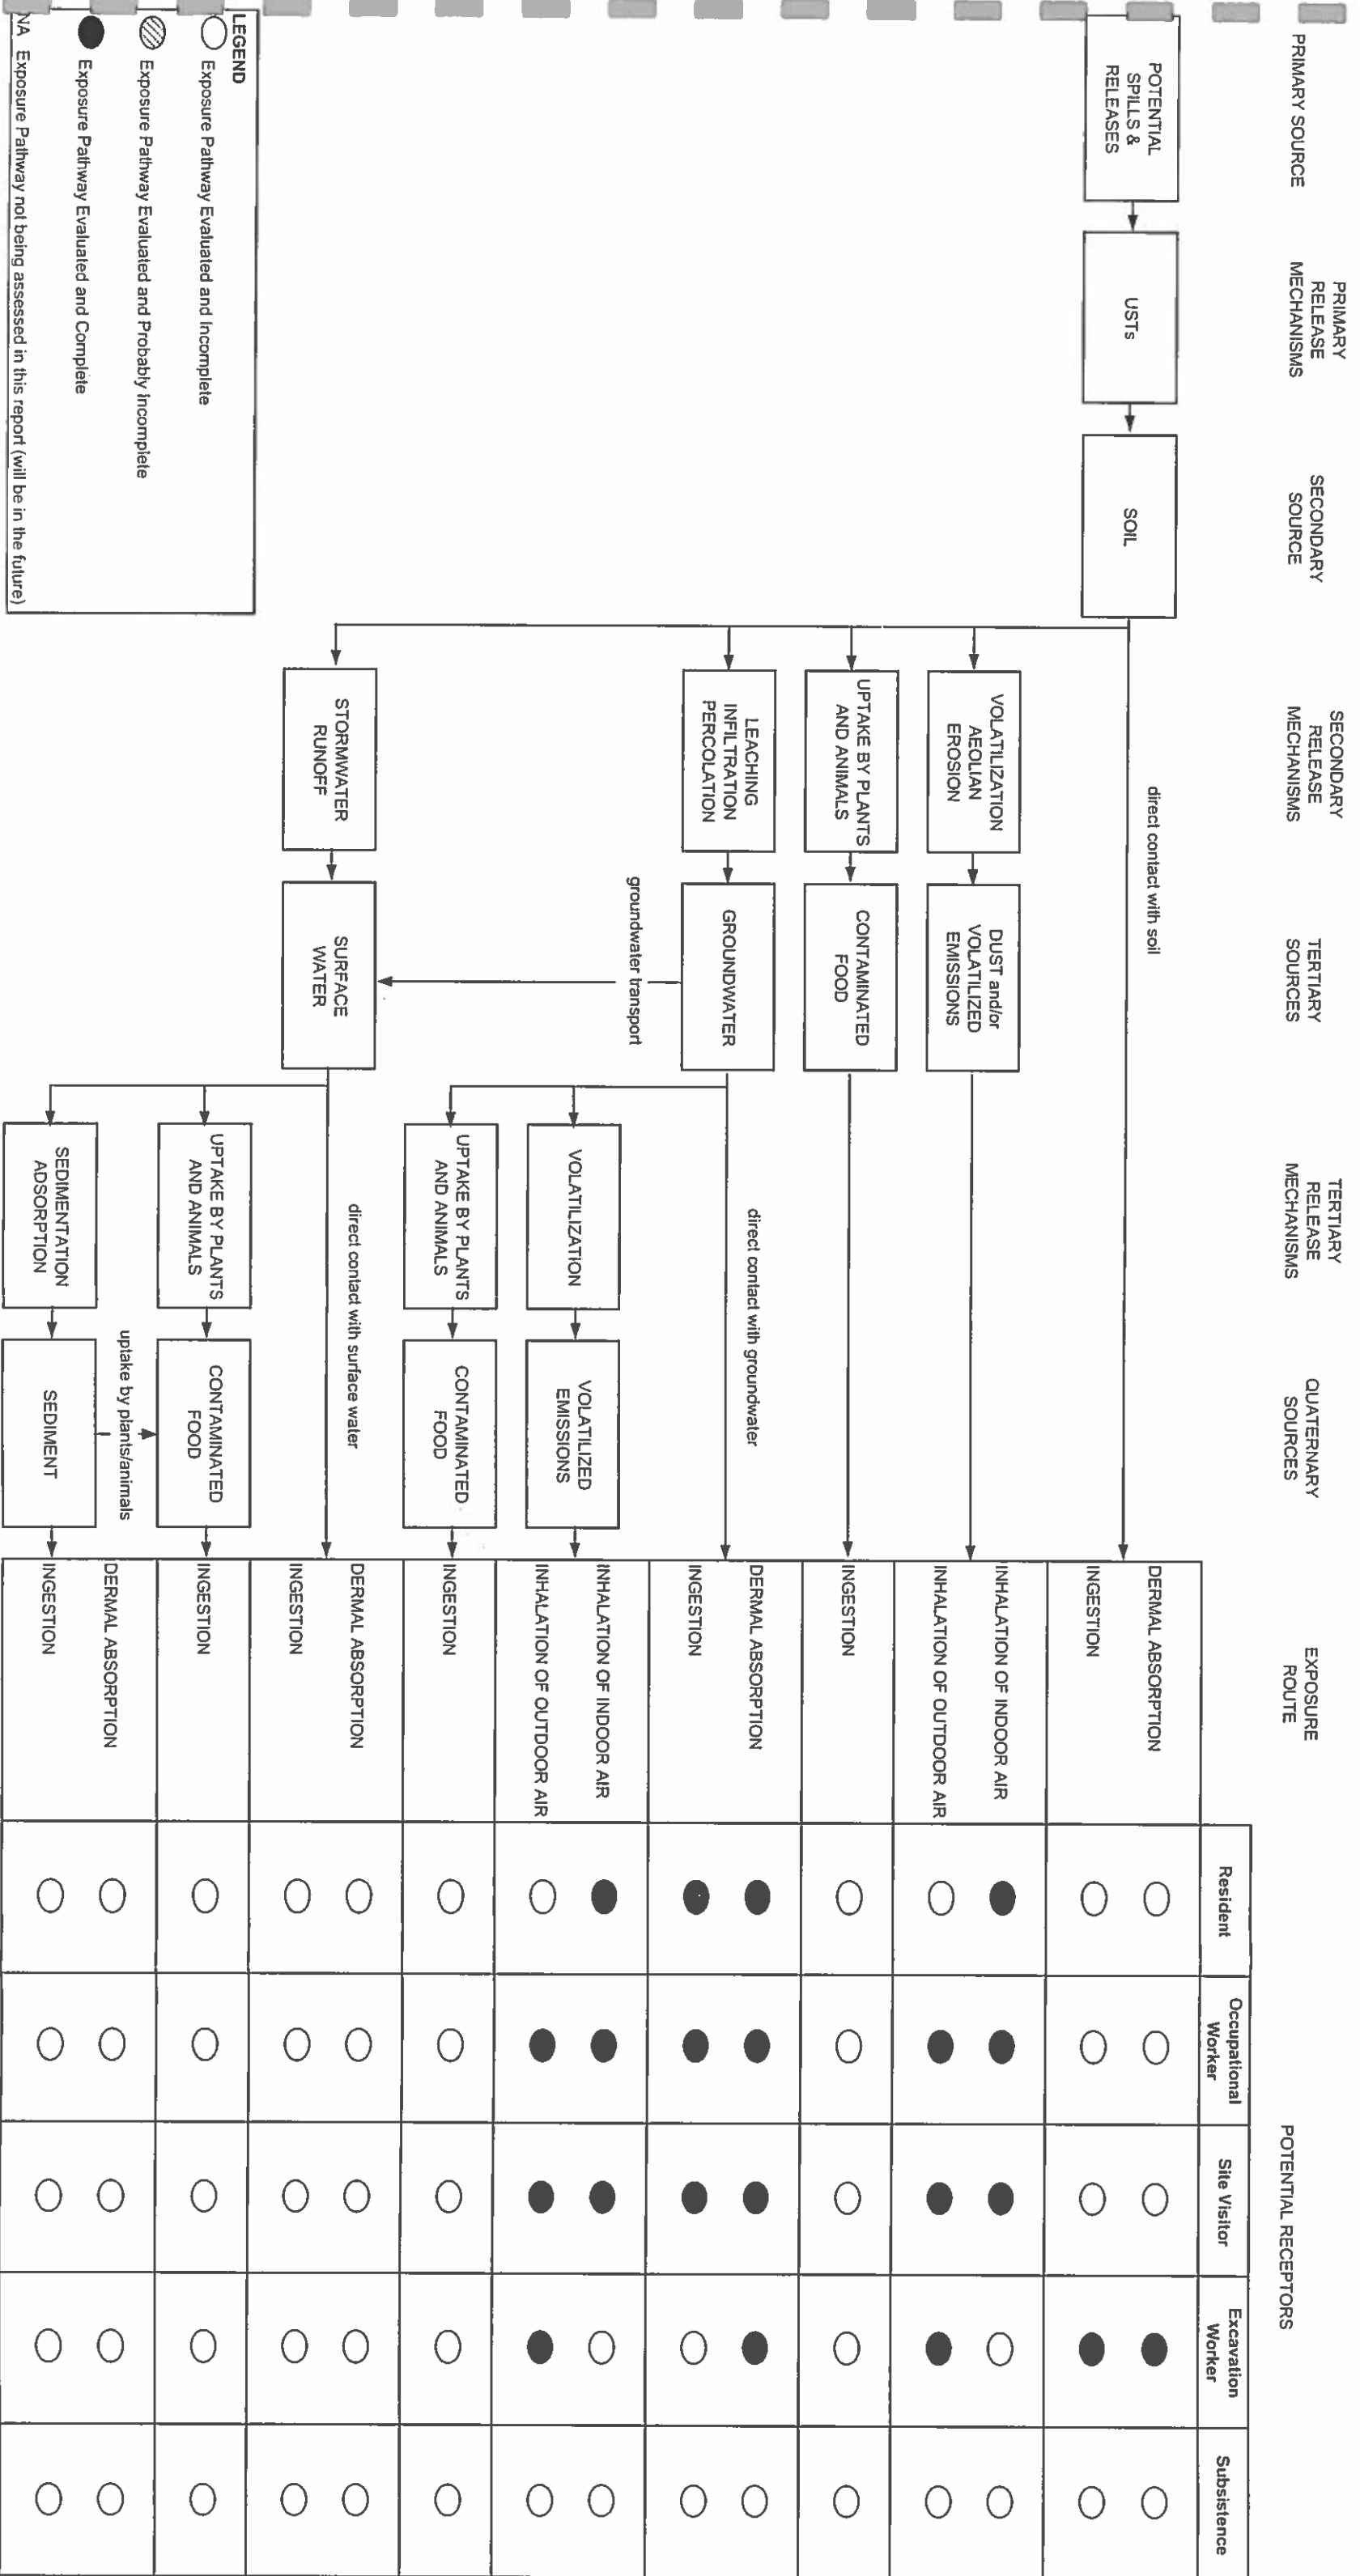 PRIMARY SOURCE
PRIMARY
RELEASE
MECHANISMS
SECONDARY
SOURCE
SECONDARY
RELEASE
MECHANISMS
TERTIARY
SOURCES
TERTIARY
RELEASE
MECHANISMS
QUATERNARY
SOURCES
EXPOSURE
ROUTE
POTENTIAL RECEPTORS
Resident
Occupational
Worker
Site Visitor
Excavation
Worker
Subsistence
POTENTIAL
SPILLS &
RELEASES
USTs
SOIL
direct contact with soil
DERMAL ABSORPTION
INGESTION
VOLATILIZATION
AEOLIAN
EROSION
DUST and/or
VOLATILIZED
EMISSIONS
INHALATION OF INDOOR AIR
INHALATION OF OUTDOOR AIR
UPTAKE BY PLANTS
AND ANIMALS
CONTAMINATED
FOOD
INGESTION
LEACHING
INFILTRATION
PERCOLATION
GROUNDWATER
direct contact with groundwater
DERMAL ABSORPTION
INGESTION
groundwater transport
VOLATILIZATION
VOLATILIZED
EMISSIONS
INHALATION OF INDOOR AIR
INHALATION OF OUTDOOR AIR
UPTAKE BY PLANTS
AND ANIMALS
CONTAMINATED
FOOD
INGESTION
STORMWATER
RUNOFF
SURFACE
WATER
direct contact with surface water
DERMAL ABSORPTION
INGESTION
UPTAKE BY PLANTS
AND ANIMALS
CONTAMINATED
FOOD
INGESTION
uptake by plants/animals
SEDIMENTATION
ADSORPTION
SEDIMENT
DERMAL ABSORPTION
INGESTION
LEGEND
Exposure Pathway Evaluated and Incomplete
Exposure Pathway Evaluated and Probably Incomplete
Exposure Pathway Evaluated and Complete
NA Exposure Pathway not being assessed in this report (will be in the future)